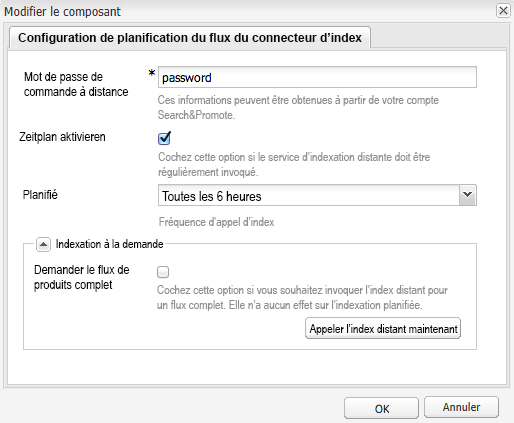 Modifier le composant
Configuration de planification du flux du connecteur d'index
Mot de passe de
commande à distance
*
password
Ces informations peuvent être obtenues à partir de votre compte
Search&Promote.
Zeitplan aktivieren
Cochez cette option si le service d'indexation distante doit être
régulièrement invoqué.
Planifié
Toutes les 6 heures
Fréquence d'appel d'index
Indexation à la demande
Demander le flux de
produits complet
Cochez cette option si vous souhaitez invoquer l'index distant pour
un flux complet. Elle n'a aucun effet sur l'indexation planifiée.
Appeler l'index distant maintenant
OK
Annuler